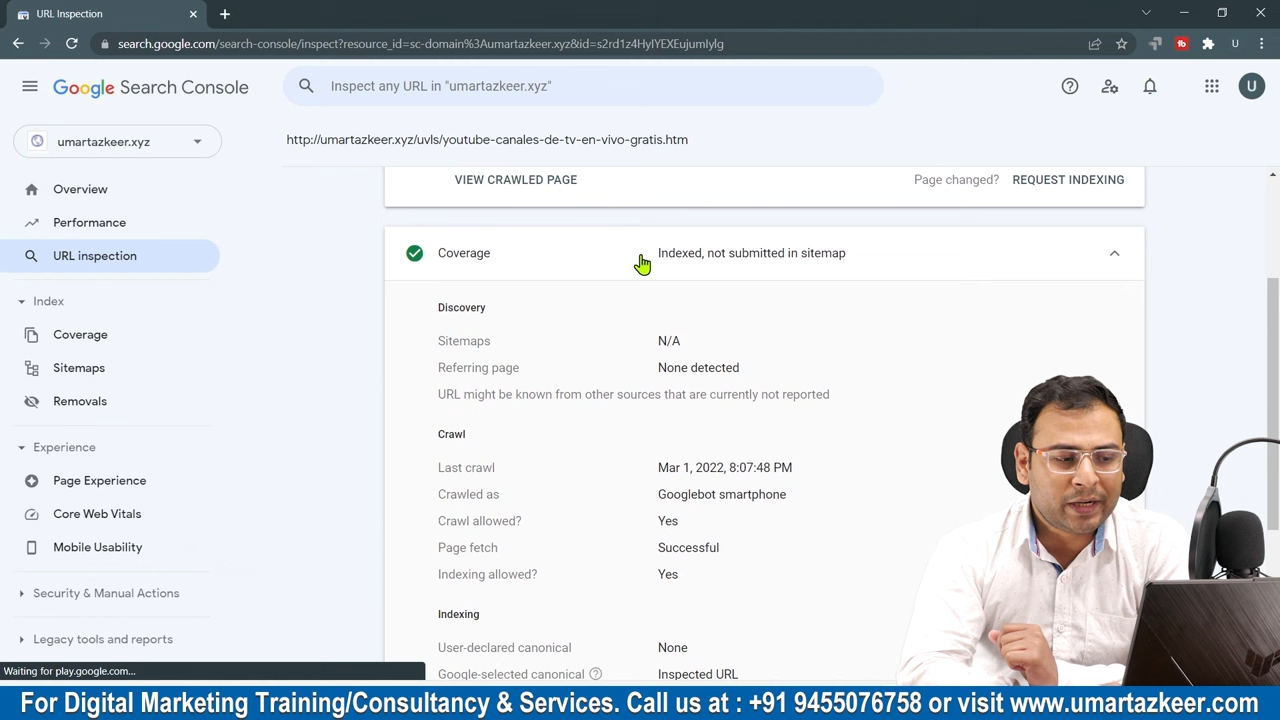 URL Inspection
search.google.com/search-console/inspect?resource_id=sc-domain%3Aumartazkeer.xyz&id=s2rd1z4HyIYEXEujumIylg
U
Google Search Console
Inspect any URL in "umartazkeer.xyz"
U
umartazkeer.xyz
http://umartazkeer.xyz/uvls/youtube-canales-de-tv-en-vivo-gratis.htm
VIEW CRAWLED PAGE
Page changed?
REQUEST INDEXING
Overview
Performance
URL inspection
Index
Coverage
Sitemaps
Removals
Experience
Page Experience
Core Web Vitals
Mobile Usability
Security & Manual Actions
Legacy tools and reports
Waiting for play.google.com...
Coverage Indexed, not submitted in sitemap
Discovery
Sitemaps N/A
Referring page None detected
URL might be known from other sources that are currently not reported
Crawl
Last crawl Mar 1, 2022, 8:07:48 PM
Crawled as Googlebot smartphone
Crawl allowed? Yes
Page fetch Successful
Indexing allowed? Yes
Indexing
User-declared canonical None
Google-selected canonical Inspected URL
For Digital Marketing Training/Consultancy & Services. Call us at : +91 9455076758 or visit www.umartazkeer.com